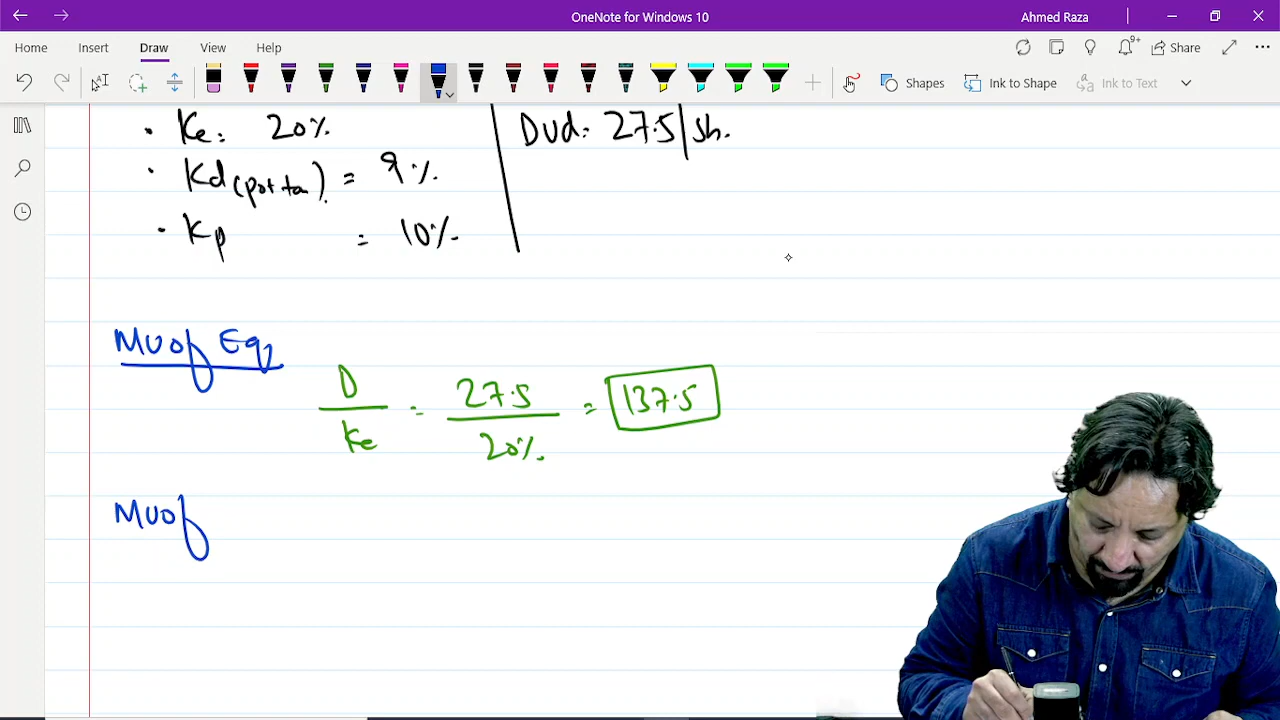 OneNote for Windows 10
Ahmed Raza
Home Insert Draw View Help
9+
Share
Shapes
Ink to Shape
Ink to Text
• Ke: 20%
Dvd: 27.5/sh.
• Kd = 9%
• Kp = 10%
MV of Eq
D / Ke = 27.5 / 20% = 137.5
MV of